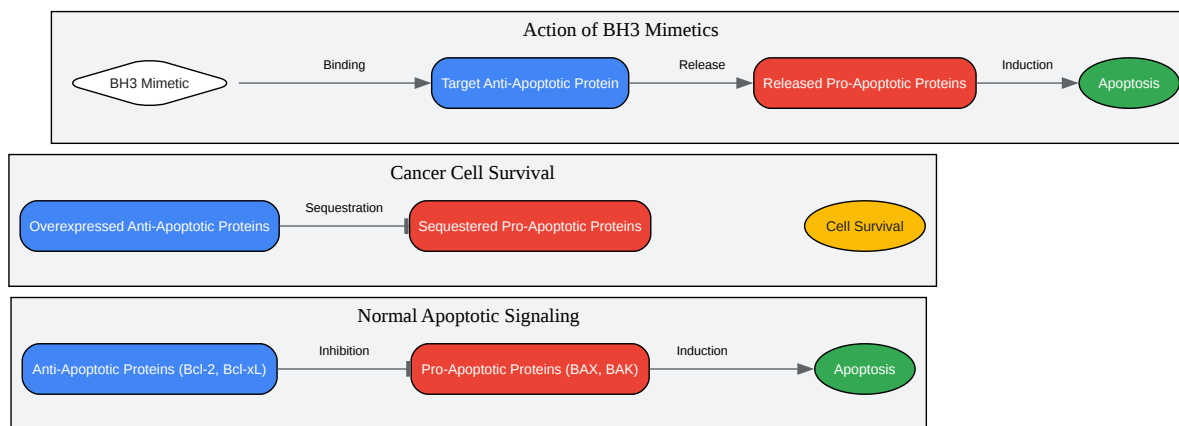 Action of BH3 Mimetics
BH3 Mimetic
Binding
Target Anti-Apoptotic Protein
Release
Released Pro-Apoptotic Proteins
Induction
Apoptosis
Cancer Cell Survival
Overexpressed Anti-Apoptotic Proteins
Sequestration
Sequestered Pro-Apoptotic Proteins
Cell Survival
Normal Apoptotic Signaling
Anti-Apoptotic Proteins (Bcl-2, Bcl-xL)
Inhibition
Pro-Apoptotic Proteins (BAX, BAK)
Induction
Apoptosis